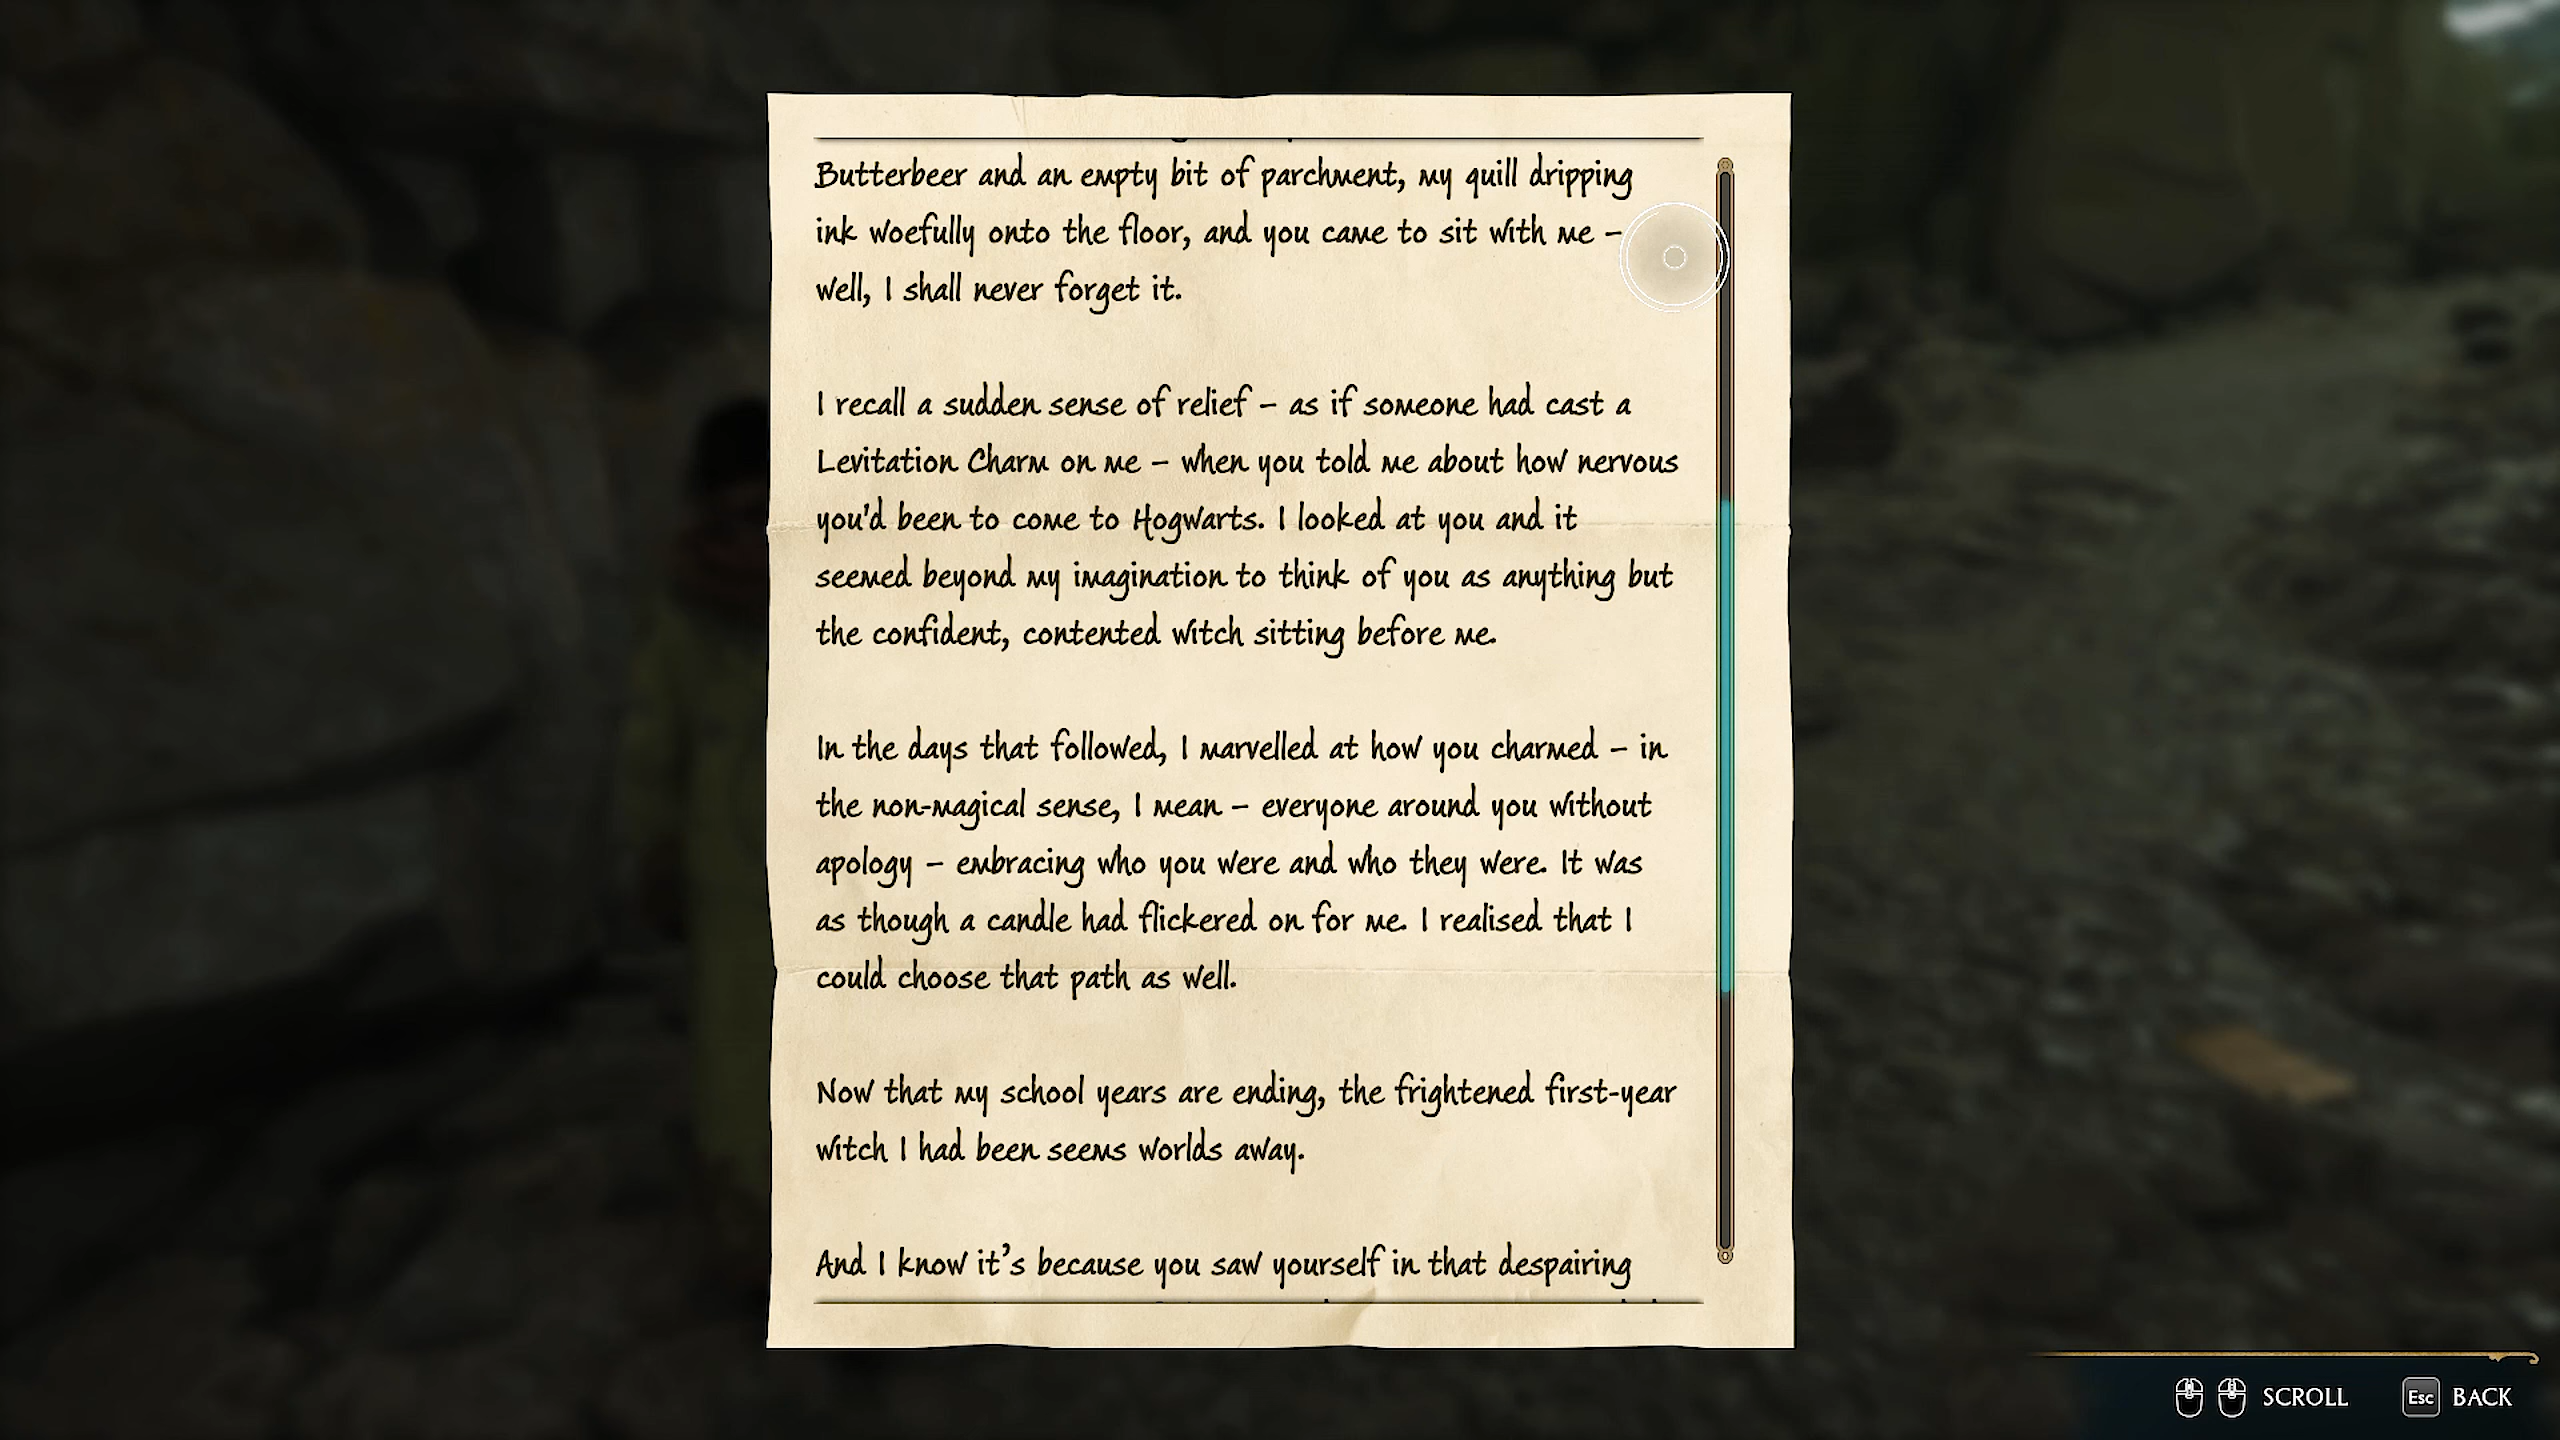 Butterbeer and an empty bit of parchment, my quill dripping
ink woefully onto the floor, and you came to sit with me –
well, I shall never forget it.
I recall a sudden sense of relief – as if someone had cast a
Levitation Charm on me – when you told me about how nervous
you'd been to come to Hogwarts. I looked at you and it
seemed beyond my imagination to think of you as anything but
the confident, contented witch sitting before me.
In the days that followed, I marvelled at how you charmed – in
the non-magical sense, I mean – everyone around you without
apology – embracing who you were and who they were. It was
as though a candle had flickered on for me. I realised that I
could choose that path as well.
Now that my school years are ending, the frightened first-year
witch I had been seems worlds away.
And I know it's because you saw yourself in that despairing
SCROLL
Esc BACK